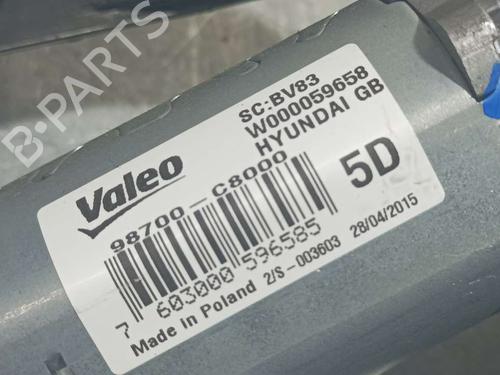 B-PARTS
SC:BV83
W000059658
HYUNDAI GB
Valeo
98700-C8000
5D
7 603000 596585
Made in Poland 2/S-003603 28/04/2015